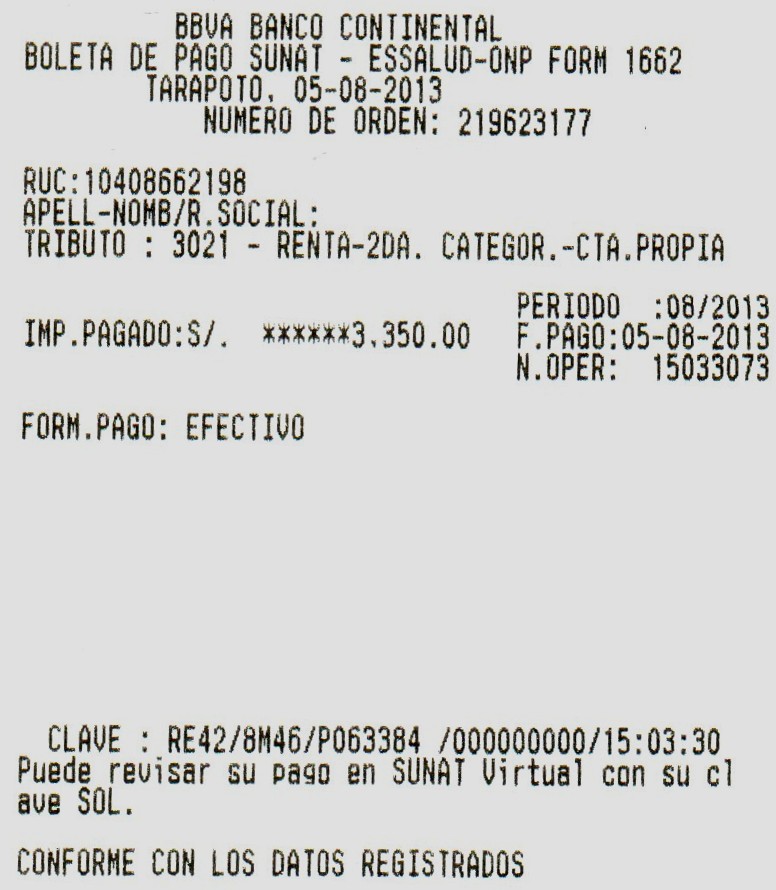 BBVA BANCO CONTINENTAL
BOLETA DE PAGO SUNAT - ESSALUD-ONP FORM 1662
TARAPOTO, 05-08-2013
NUMERO DE ORDEN: 219623177
RUC:10408662198
APELL-NOMB/R.SOCIAL:
TRIBUTO : 3021 - RENTA-2DA. CATEGOR.-CTA.PROPIA
PERIODO :08/2013
IMP.PAGADO:S/. ******3,350.00 F.PAGO:05-08-2013
N.OPER: 15033073
FORM.PAGO: EFECTIVO
CLAVE : RE42/8M46/P063384 /000000000/15:03:30
Puede revisar su pago en SUNAT Virtual con su cl
ave SOL.
CONFORME CON LOS DATOS REGISTRADOS